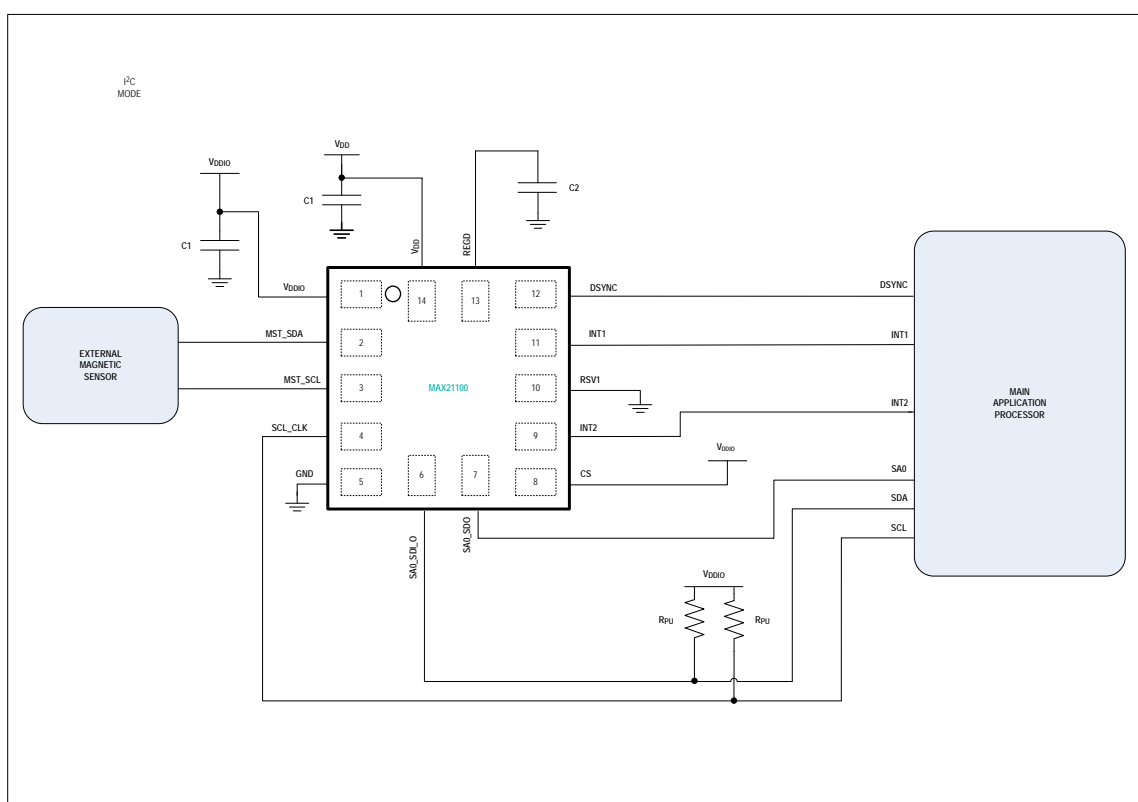 I²C
MODE
VDD
VDDIO
C1
C2
C1
VDD
REGD
VDDIO
1
14
13
12
DSYNC
DSYNC
MST_SDA
2
11
INT1
INT1
EXTERNAL
MAGNETIC
SENSOR
MST_SCL
3
MAX21100
10
RSV1
MAIN
APPLICATION
PROCESSOR
SCL_CLK
4
9
INT2
INT2
VDDIO
GND
5
6
7
8
CS
SA0
SDA
SCL
SA0_SDI_O
SA0_SDO
VDDIO
RPU
RPU